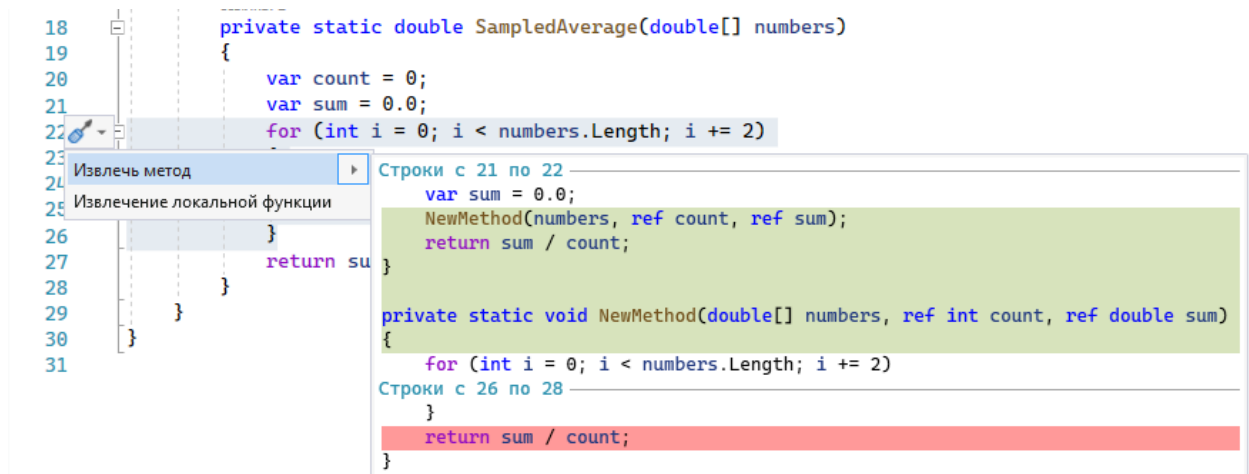 18 private static double SampledAverage(double[] numbers)
19 {
20 var count = 0;
21 var sum = 0.0;
22 for (int i = 0; i < numbers.Length; i += 2)
23
24 Извлечь метод
25 Извлечение локальной функции
26 }
27 return su
28 }
29 }
30 }
31
Строки с 21 по 22
var sum = 0.0;
NewMethod(numbers, ref count, ref sum);
return sum / count;
}
private static void NewMethod(double[] numbers, ref int count, ref double sum)
{
for (int i = 0; i < numbers.Length; i += 2)
Строки с 26 по 28
}
return sum / count;
}